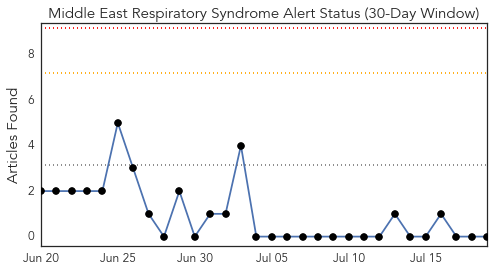 Middle East Respiratory Syndrome Alert Status (30-Day Window)
Articles Found
8
6
4
2
0
Jun 20 Jun 25 Jun 30 Jul 05 Jul 10 Jul 15